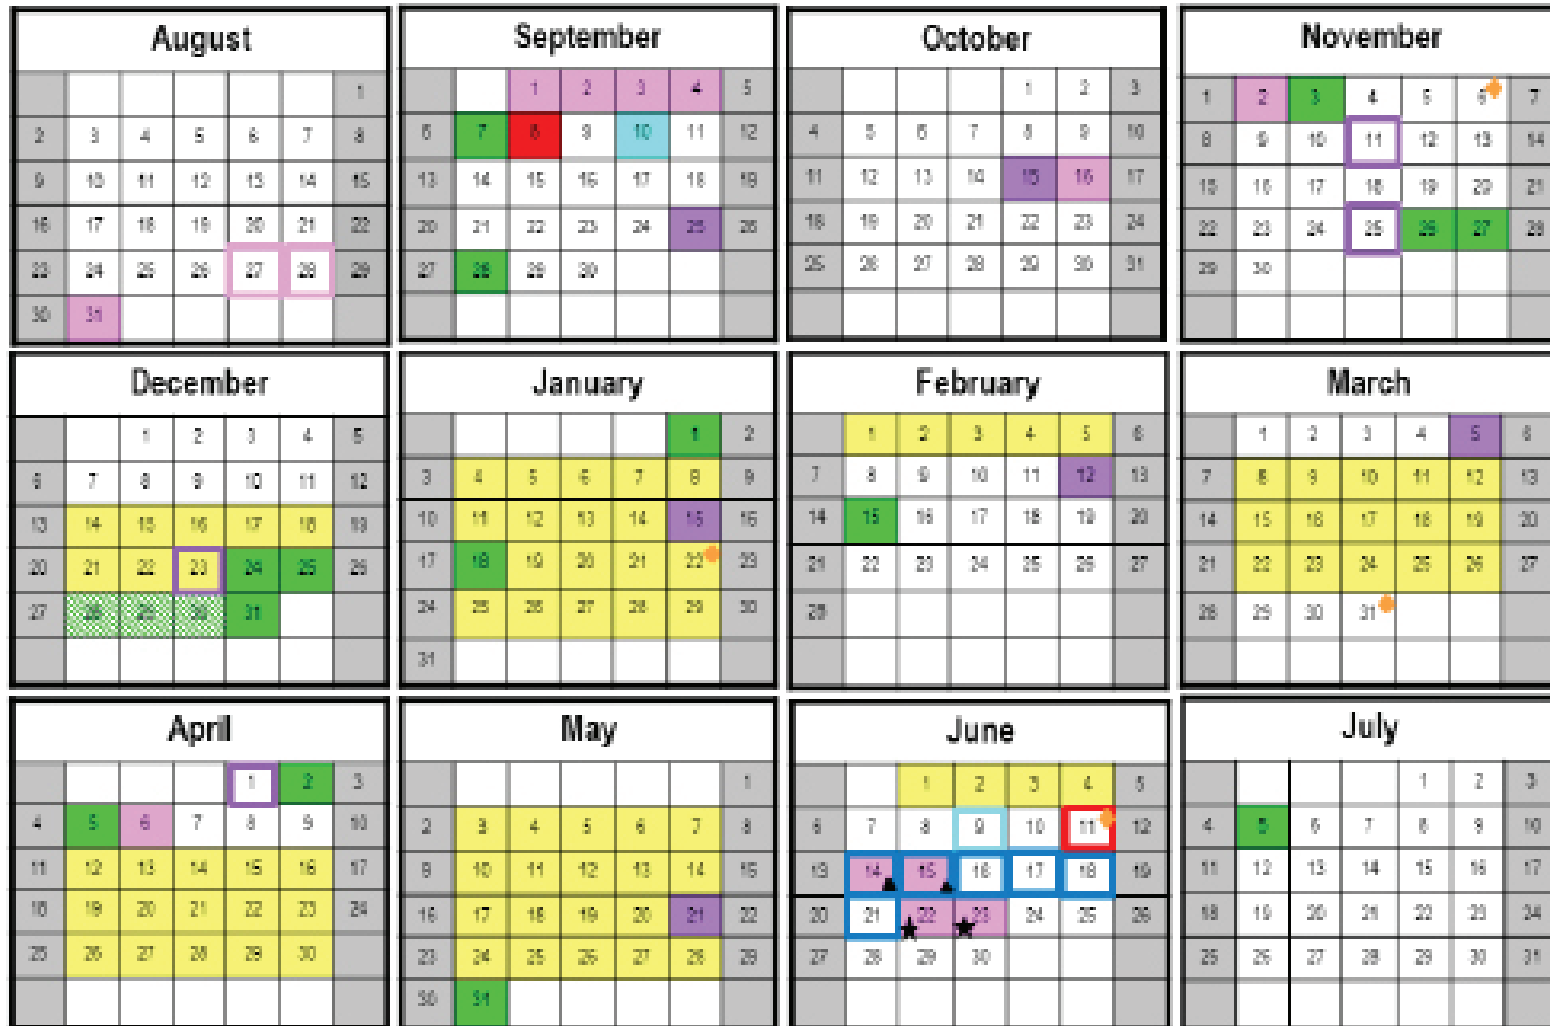 August
1
2 3 4 5 6 7 8
9 10 11 12 13 14 15
16 17 18 19 20 21 22
23 24 25 26 27 28 29
30 31
September
1 2 3 4 5
6 7 8 9 10 11 12
13 14 15 16 17 18 19
20 21 22 23 24 25 26
27 28 29 30
October
1 2 3
4 5 6 7 8 9 10
11 12 13 14 15 16 17
18 19 20 21 22 23 24
25 26 27 28 29 30 31
November
1 2 3 4 5 6 7
8 9 10 11 12 13 14
15 16 17 18 19 20 21
22 23 24 25 26 27 28
29 30
December
1 2 3 4 5
6 7 8 9 10 11 12
13 14 15 16 17 18 19
20 21 22 23 24 25 26
27 28 29 30 31
January
1 2
3 4 5 6 7 8 9
10 11 12 13 14 15 16
17 18 19 20 21 22 23
24 25 26 27 28 29 30
31
February
1 2 3 4 5 6
7 8 9 10 11 12 13
14 15 16 17 18 19 20
21 22 23 24 25 26 27
28
March
1 2 3 4 5 6
7 8 9 10 11 12 13
14 15 16 17 18 19 20
21 22 23 24 25 26 27
28 29 30 31
April
1 2 3
4 5 6 7 8 9 10
11 12 13 14 15 16 17
18 19 20 21 22 23 24
25 26 27 28 29 30
May
1
2 3 4 5 6 7 8
9 10 11 12 13 14 15
16 17 18 19 20 21 22
23 24 25 26 27 28 29
30 31
June
1 2 3 4 5
6 7 8 9 10 11 12
13 14 15 16 17 18 19
20 21 22 23 24 25 26
27 28 29 30
July
1 2 3
4 5 6 7 8 9 10
11 12 13 14 15 16 17
18 19 20 21 22 23 24
25 26 27 28 29 30 31